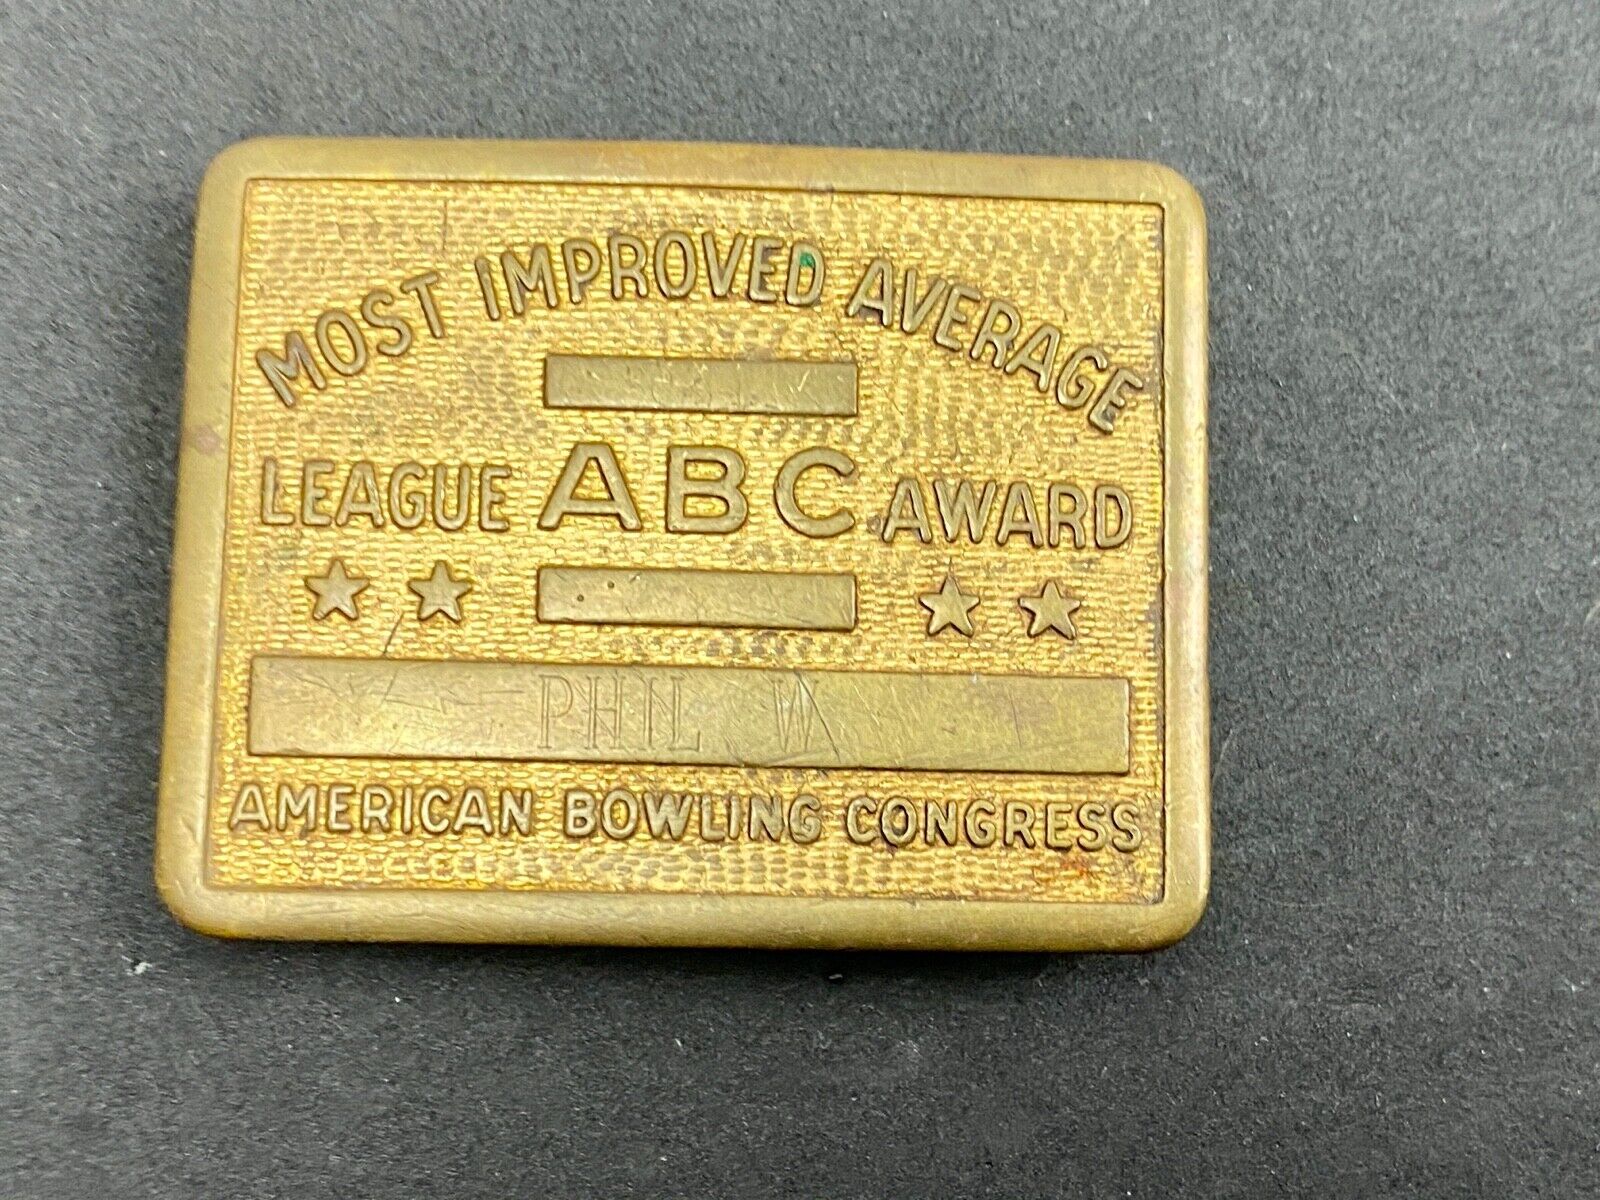 MOST IMPROVED AVERAGE
LEAGUE ABC AWARD
PHIL W
AMERICAN BOWLING CONGRESS